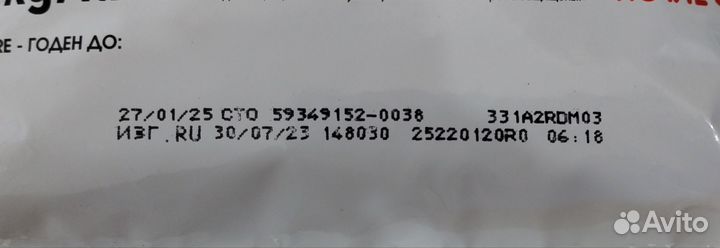 RE - ГОДЕН ДО:
27/01/25 СТО 59349152-0038 331A2RDM03
ИЗГ. RU 30/07/23 148030 25220120R0 06:18
Avito